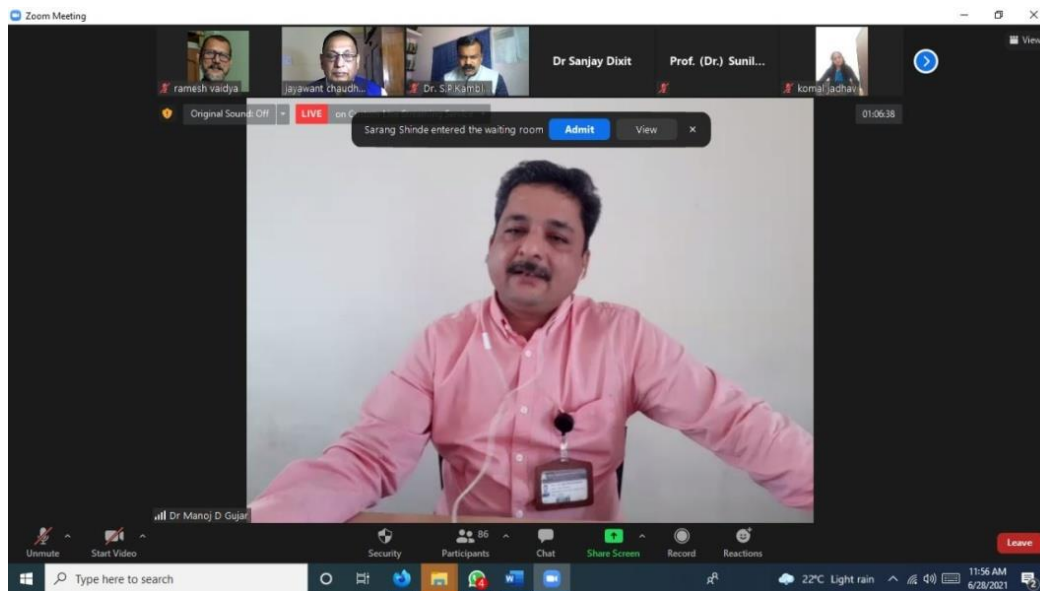 Zoom Meeting
View
ramesh vaidya
jayawant chaudh...
Dr. S.P.Kambl
Dr Sanjay Dixit
Prof. (Dr.) Sunil...
komal jadhav
Original Sound: Off
LIVE
01:06:38
Sarang Shinde entered the waiting room
Admit
View
Dr Manoj D Gujar
Unmute
Start Video
Security
86
Participants
Chat
Share Screen
Record
Reactions
Leave
Type here to search
4
22°C Light rain
11:56 AM
6/28/2021
2